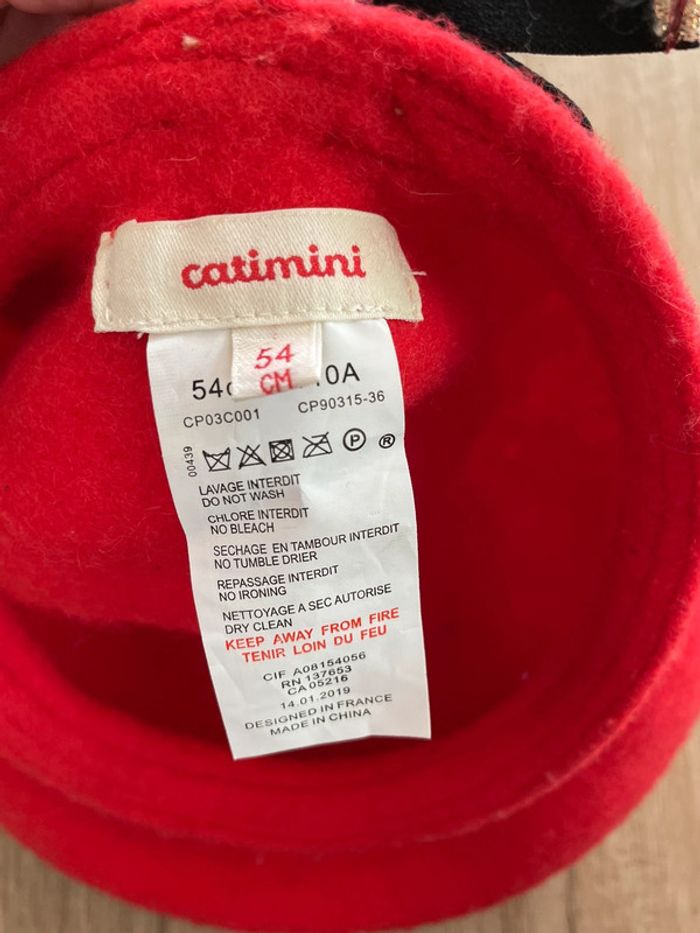 catimini
54
CM
0A
CP03C001 CP90315-36
00439
P ®
LAVAGE INTERDIT
DO NOT WASH
CHLORE INTERDIT
NO BLEACH
SECHAGE EN TAMBOUR INTERDIT
NO TUMBLE DRIER
REPASSAGE INTERDIT
NO IRONING
NETTOYAGE A SEC AUTORISE
DRY CLEAN
KEEP AWAY FROM FIRE
TENIR LOIN DU FEU
CIF A08154056
RN 137653
CA 05216
14.01.2019
DESIGNED IN FRANCE
MADE IN CHINA